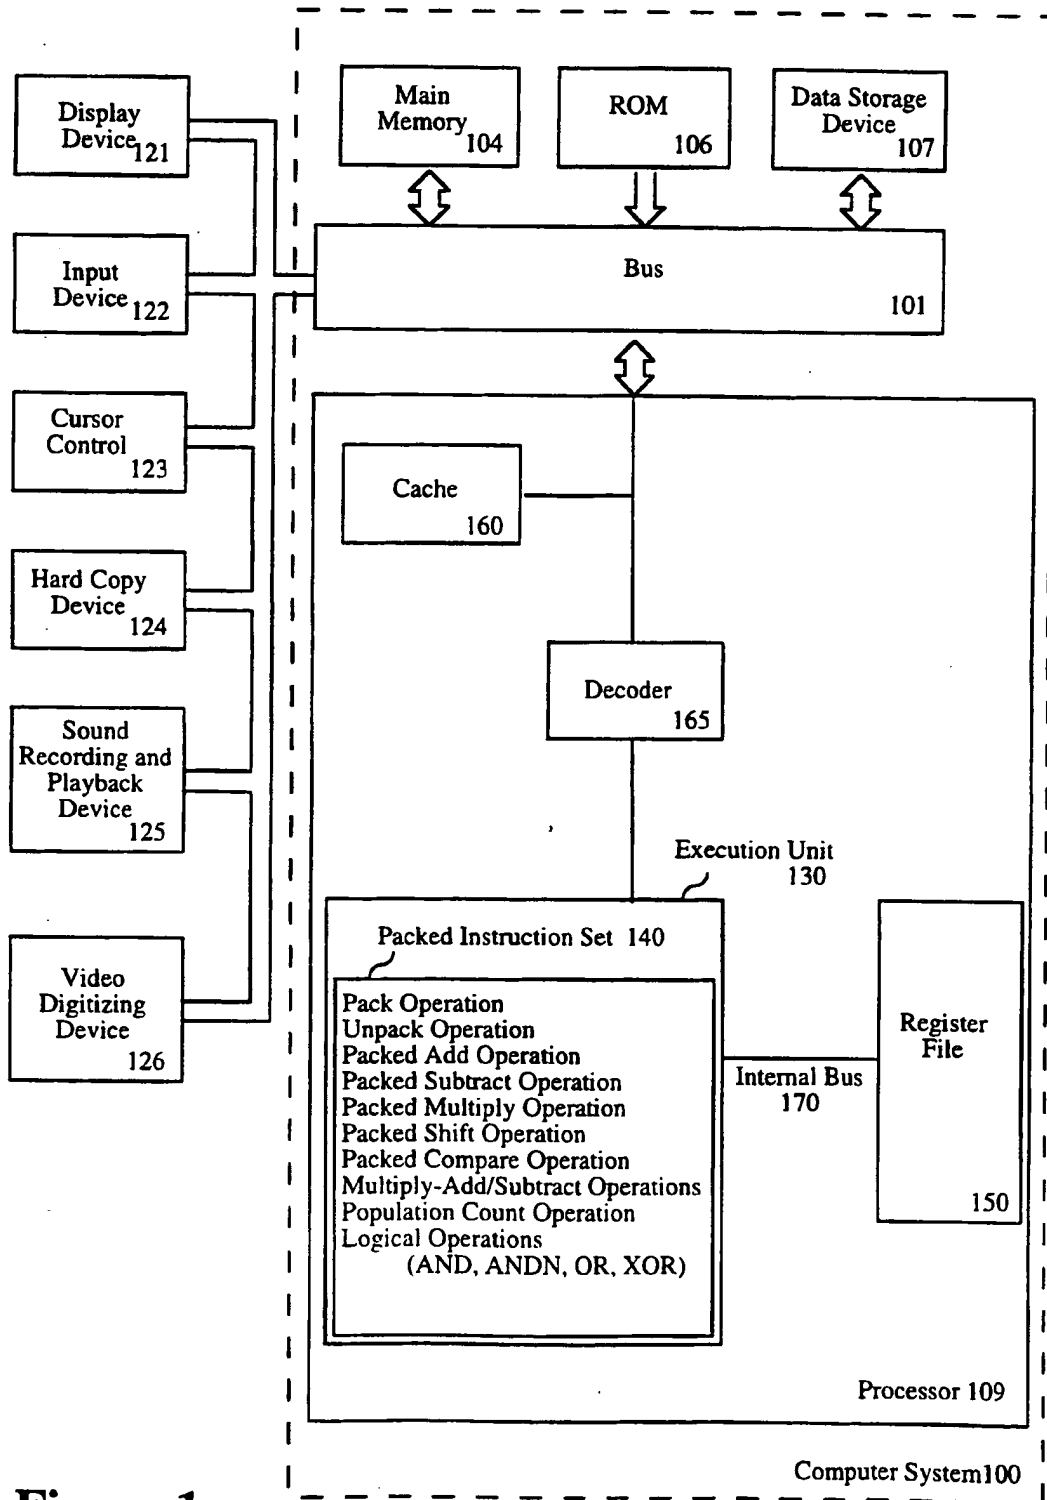 Display
Device 121
Input
Device 122
Cursor
Control
123
Hard Copy
Device
124
Sound
Recording and
Playback
Device
125
Video
Digitizing
Device
126
Main
Memory
104
ROM
106
Data Storage
Device
107
Bus
101
Cache
160
Decoder
165
Execution Unit
130
Packed Instruction Set 140
Pack Operation
Unpack Operation
Packed Add Operation
Packed Subtract Operation
Packed Multiply Operation
Packed Shift Operation
Packed Compare Operation
Multiply-Add/Subtract Operations
Population Count Operation
Logical Operations
(AND, ANDN, OR, XOR)
Internal Bus
170
Register
File
150
Processor 109
Computer System100